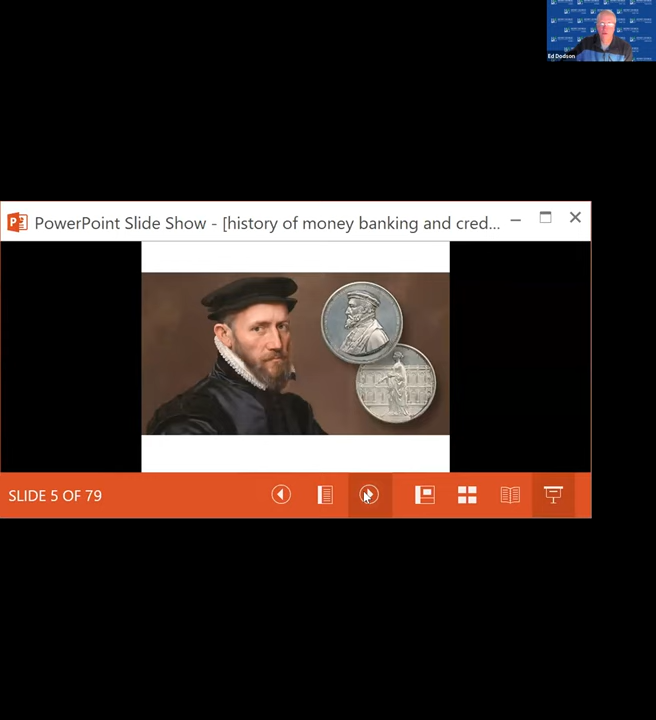 Ed Dodson
PowerPoint Slide Show - [history of money banking and cred...
SLIDE 5 OF 79